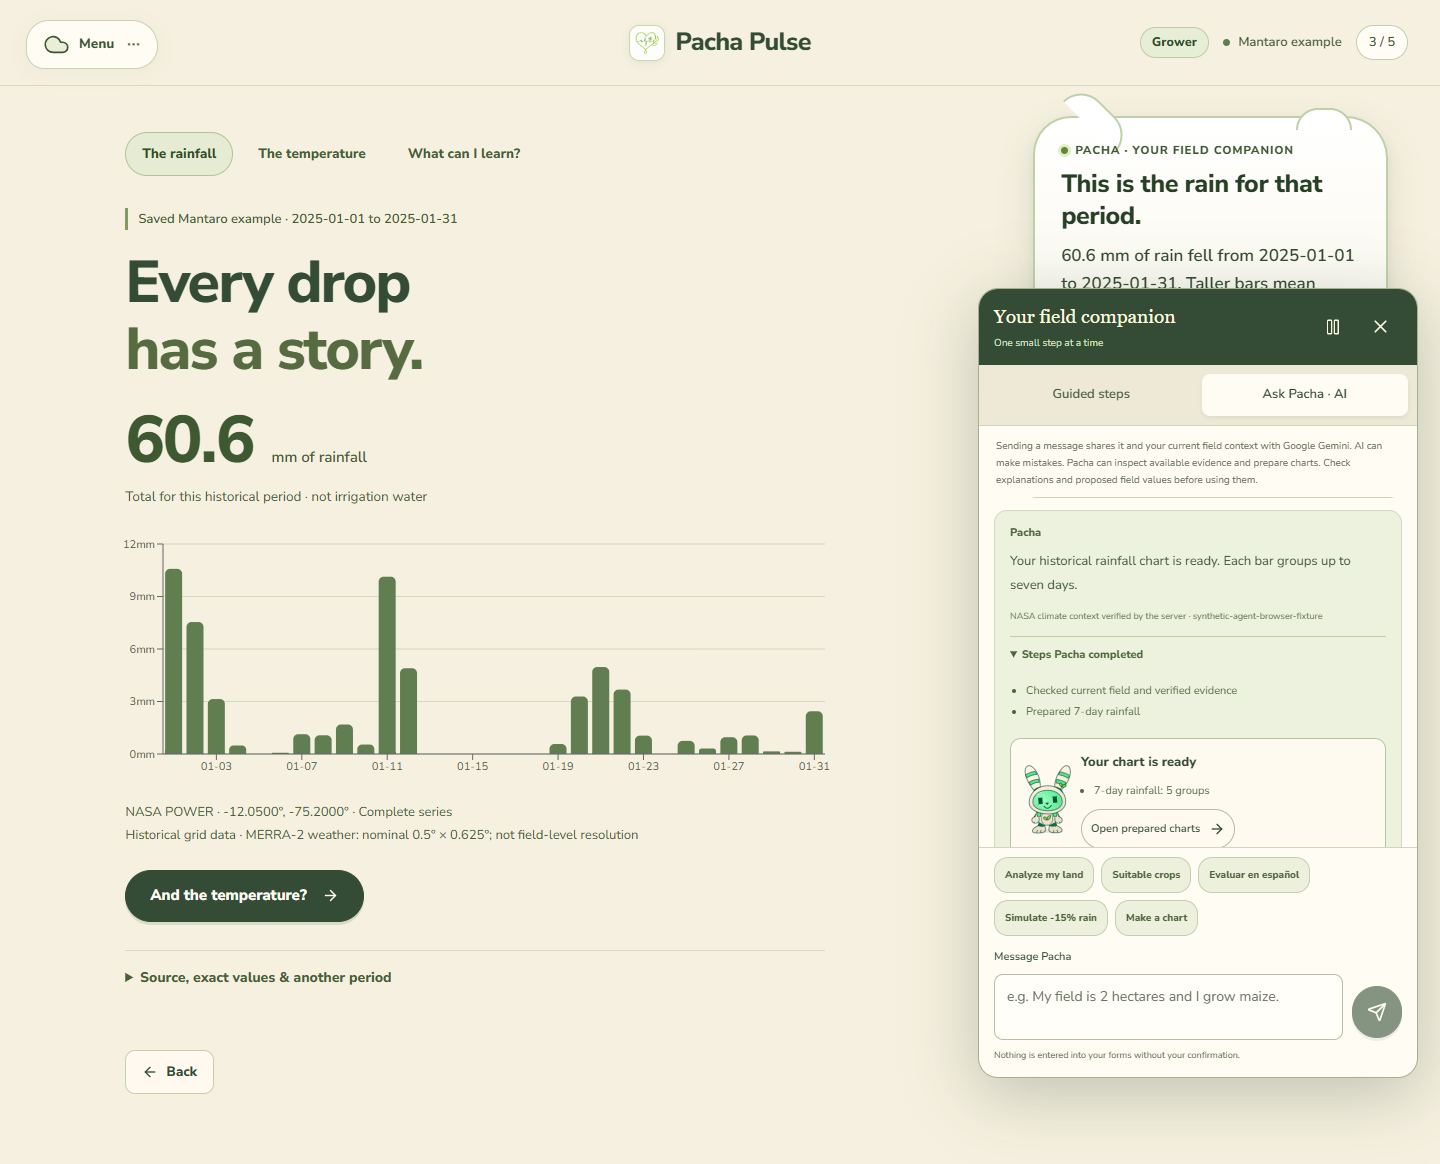 Menu ...
Pacha Pulse
Grower
Mantaro example
3 / 5
The rainfall
The temperature
What can I learn?
Saved Mantaro example · 2025-01-01 to 2025-01-31
Every drop
has a story.
60.6 mm of rainfall
Total for this historical period · not irrigation water
12mm
9mm
6mm
3mm
0mm
01-03 01-07 01-11 01-15 01-19 01-23 01-27 01-31
NASA POWER · -12.0500°, -75.2000° · Complete series
Historical grid data · MERRA-2 weather: nominal 0.5° × 0.625°; not field-level resolution
And the temperature?
Source, exact values & another period
Back
PACHA · YOUR FIELD COMPANION
This is the rain for that
period.
60.6 mm of rain fell from 2025-01-01
to 2025-01-31. Taller bars mean
Your field companion
One small step at a time
Guided steps
Ask Pacha · AI
Sending a message shares it and your current field context with Google Gemini. AI can
make mistakes. Pacha can inspect available evidence and prepare charts. Check
explanations and proposed field values before using them.
Pacha
Your historical rainfall chart is ready. Each bar groups up to
seven days.
NASA climate context verified by the server · synthetic-agent-browser-fixture
Steps Pacha completed
Checked current field and verified evidence
Prepared 7-day rainfall
Your chart is ready
7-day rainfall: 5 groups
Open prepared charts
Analyze my land
Suitable crops
Evaluar en español
Simulate -15% rain
Make a chart
Message Pacha
e.g. My field is 2 hectares and I grow maize.
Nothing is entered into your forms without your confirmation.